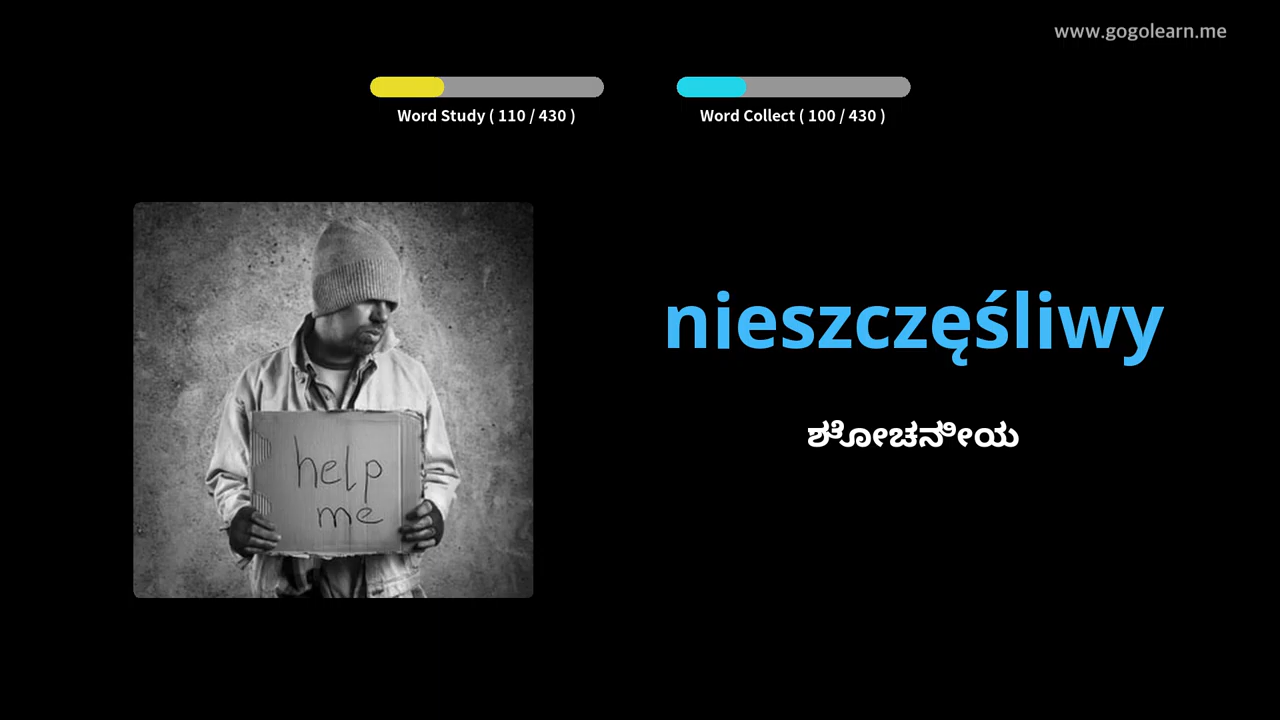 www.gogolearn.me
Word Study ( 110 / 430 )
Word Collect ( 100 / 430 )
help
me
nieszczęśliwy
ಶೋಚನೀಯ